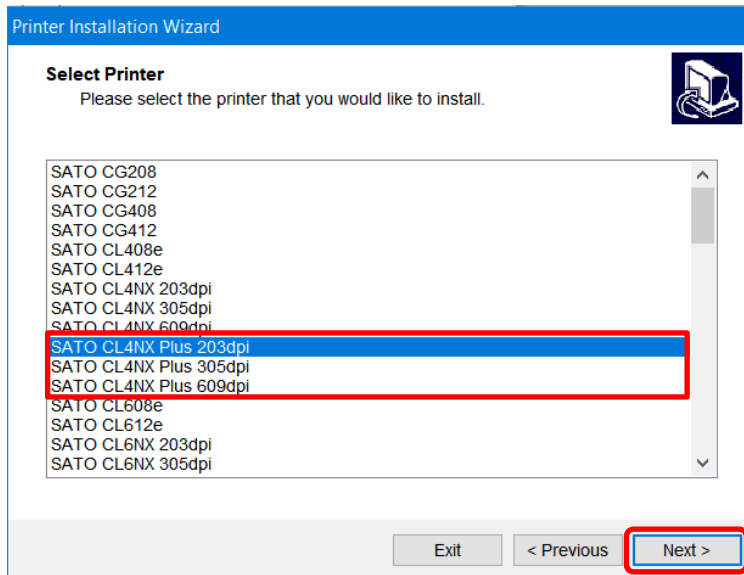 Printer Installation Wizard
Select Printer
Please select the printer that you would like to install.
SATO CG208
SATO CG212
SATO CG408
SATO CG412
SATO CL408e
SATO CL412e
SATO CL4NX 203dpi
SATO CL4NX 305dpi
SATO CL4NX 609dpi
SATO CL4NX Plus 203dpi
SATO CL4NX Plus 305dpi
SATO CL4NX Plus 609dpi
SATO CL608e
SATO CL612e
SATO CL6NX 203dpi
SATO CL6NX 305dpi
Exit < Previous Next >